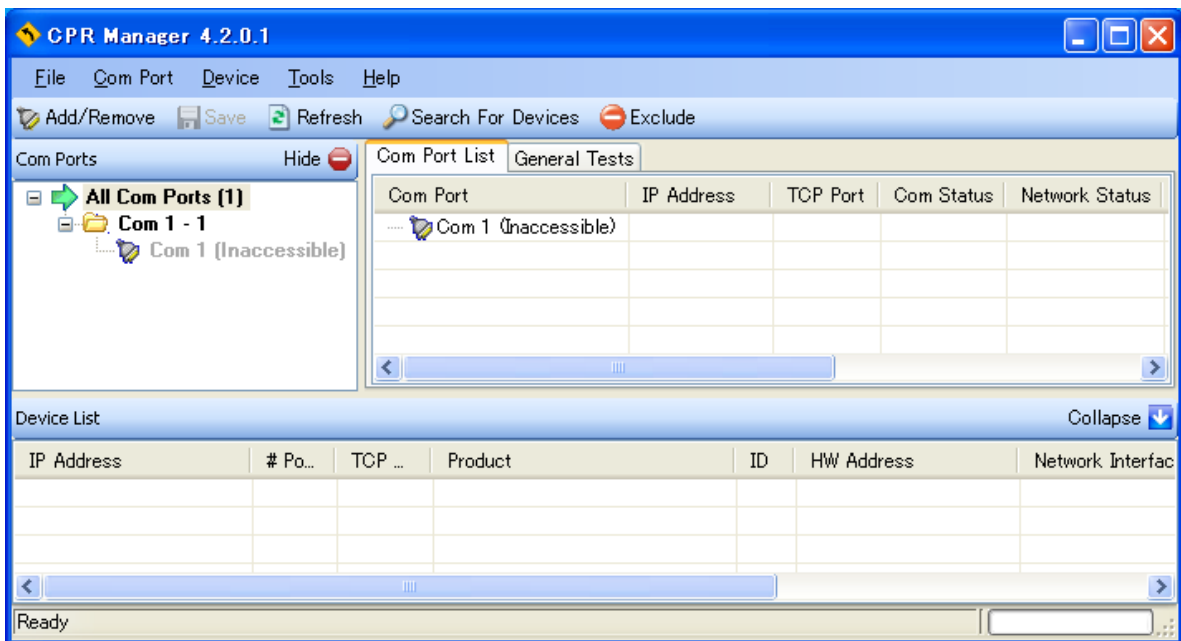 CPR Manager 4.2.0.1
File Com Port Device Tools Help
Add/Remove Save Refresh Search For Devices Exclude
Com Ports Hide
All Com Ports (1)
Com 1 - 1
Com 1 (Inaccessible)
Com Port List General Tests
Com Port IP Address TCP Port Com Status Network Status
Com 1 (Inaccessible)
Device List Collapse
IP Address # Po... TCP ... Product ID HW Address Network Interfac
Ready